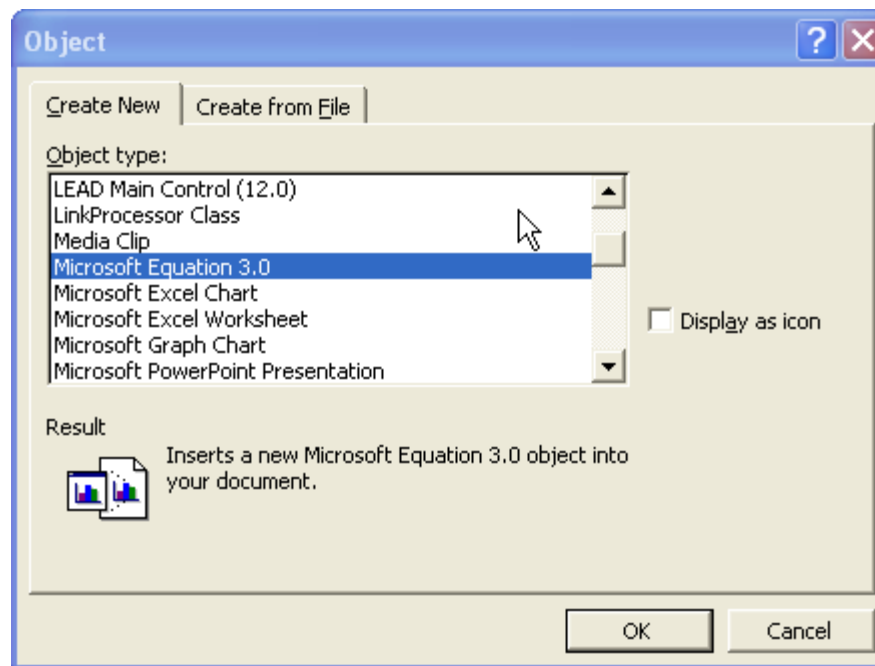 Object
Create New
Create from File
Object type:
LEAD Main Control (12.0)
LinkProcessor Class
Media Clip
Microsoft Equation 3.0
Microsoft Excel Chart
Microsoft Excel Worksheet
Microsoft Graph Chart
Microsoft PowerPoint Presentation
Display as icon
Result
Inserts a new Microsoft Equation 3.0 object into
your document.
OK
Cancel